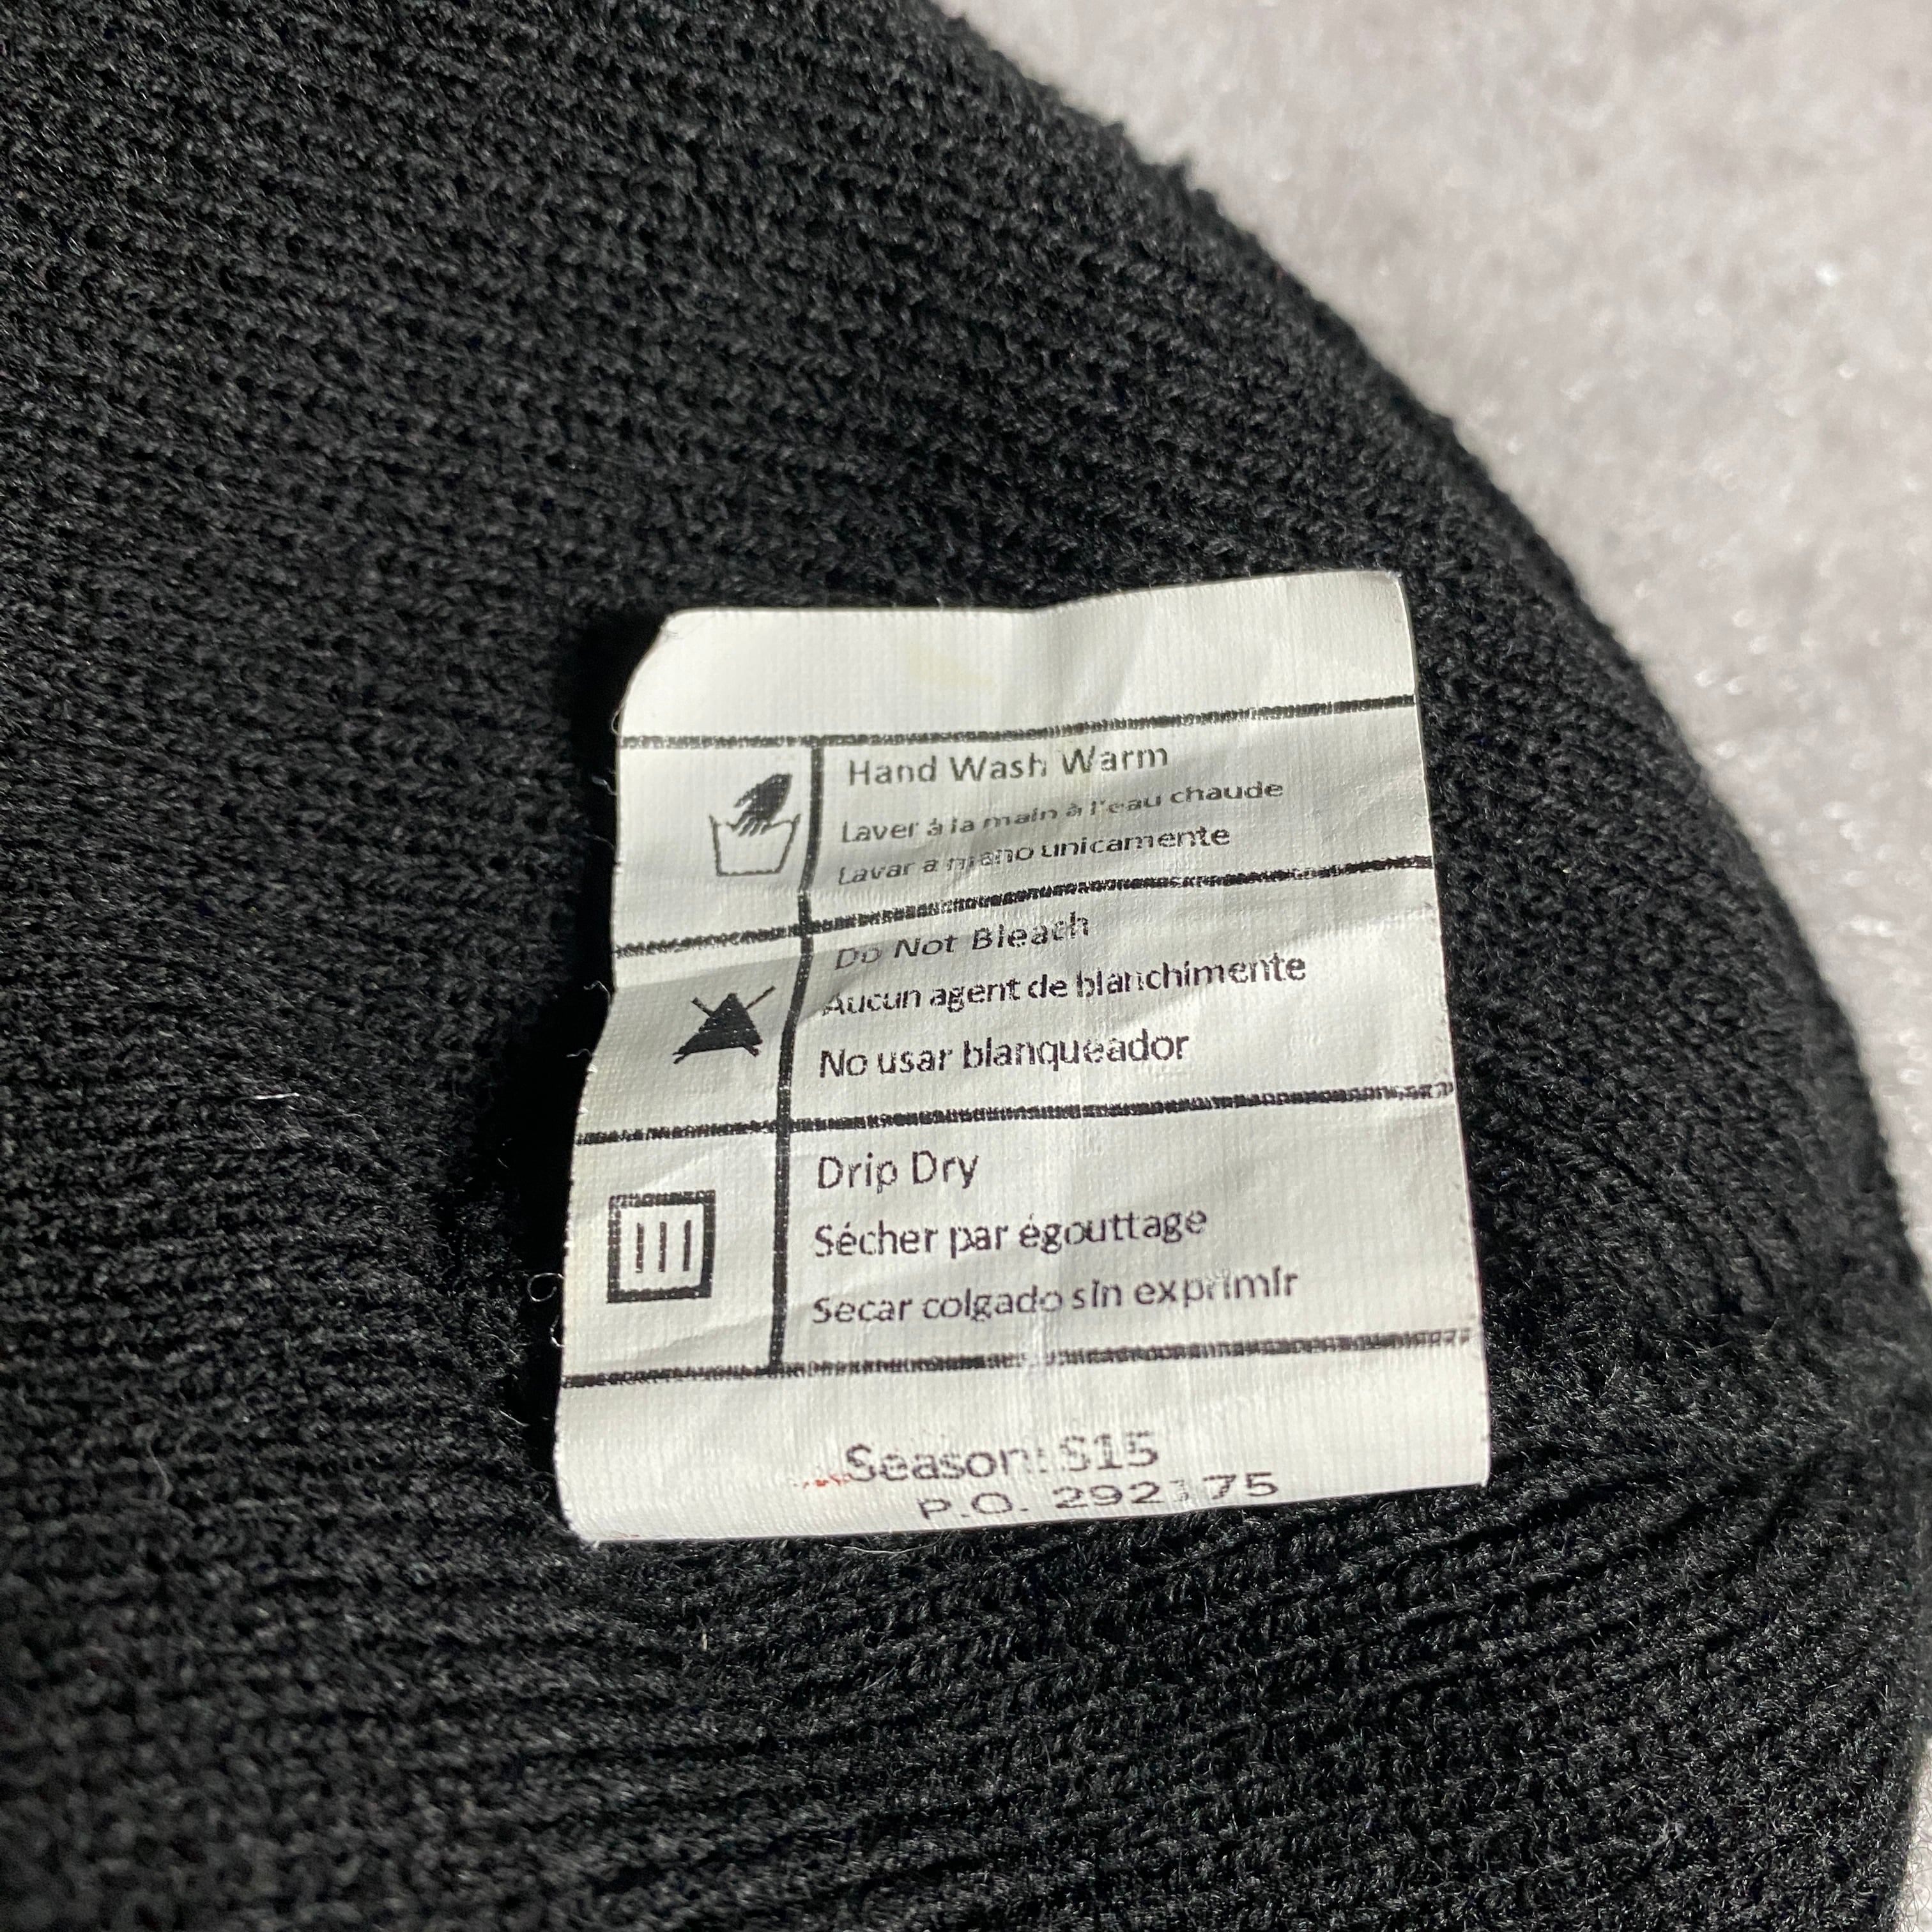 Hand Wash Warm
Laver à la main à l'eau chaude
Lavar a mano unicamente
Do Not Bleach
Aucun agent de blanchimente
No usar blanqueador
Drip Dry
Sécher par égouttage
Secar colgado sin exprimir
Season: S15
P.O.